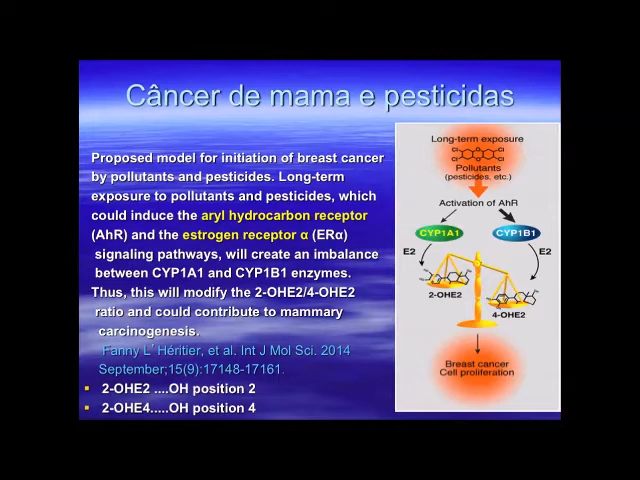 Câncer de mama e pesticidas
Proposed model for initiation of breast cancer
by pollutants and pesticides. Long-term
exposure to pollutants and pesticides, which
could induce the aryl hydrocarbon receptor
(AhR) and the estrogen receptor α (ERα)
signaling pathways, will create an imbalance
between CYP1A1 and CYP1B1 enzymes.
Thus, this will modify the 2-OHE2/4-OHE2
ratio and could contribute to mammary
carcinogenesis.
Fanny L' Héritier, et al. Int J Mol Sci. 2014
September;15(9):17148-17161.
▪ 2-OHE2 ....OH position 2
▪ 2-OHE4.....OH position 4
Long-term exposure
Cl O Cl
Cl O Cl
Pollutants
(pesticides, etc.)
Activation of AhR
CYP1A1 CYP1B1
E2 E2
2-OHE2
4-OHE2
Breast cancer
Cell proliferation